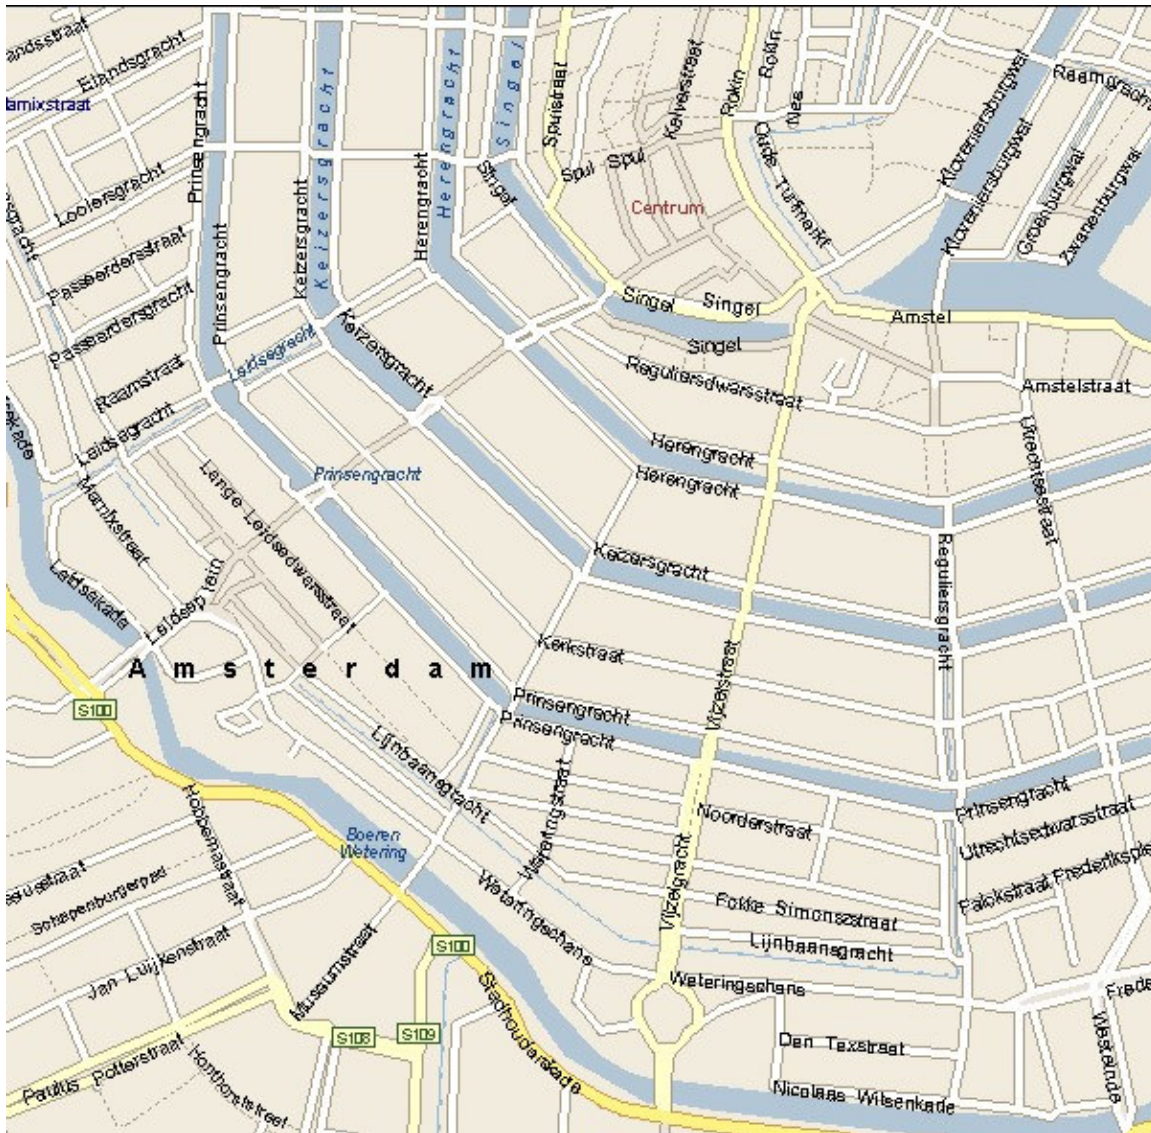 Elandsgracht
Prinsengracht
Keizersgracht
Herengracht
Singel
Spuistraat
Kalverstraat
Rokin
Rokin
Nes
Raamgracht
Kloveniersburgwal
Kloveniersburgwal
Groenburgwal
Zwanenburgwal
Oude Turfmarkt
Spui
Spui
Singel
Centrum
Looiersgracht
Keizersgracht
Herengracht
Passeerdersstraat
Prinsengracht
Passeerdersgracht
Keizersgracht
Leidsegracht
Singel
Singel
Singel
Amstel
Amstelstraat
Raamstraat
Leidsegracht
Reguliersdwarsstraat
Herengracht
Herengracht
Utrechtsestraat
Prinsengracht
Lange Leidsedwarsstraat
Marnixstraat
Leidsekade
Leidseplein
Keizersgracht
Reguliersgracht
Kerkstraat
Amsterdam
Vijzelstraat
Prinsengracht
Prinsengracht
S100
Lijnbaansgracht
Weteringstraat
Noorderstraat
Prinsengracht
Utrechtsedwarsstraat
Falckstraat
Hobbemastraat
Boeren
Wetering
Vijzelgracht
Fokke Simonszstraat
Lijnbaansgracht
Weteringschans
Weteringschans
Schapenburgerpad
Jan Luijkenstraat
Museumstraat
S100
Stadhouderskade
S108
S109
Paulus Potterstraat
Honthorststraat
Den Texstraat
Nicolaas Witsenkade
Westeinde